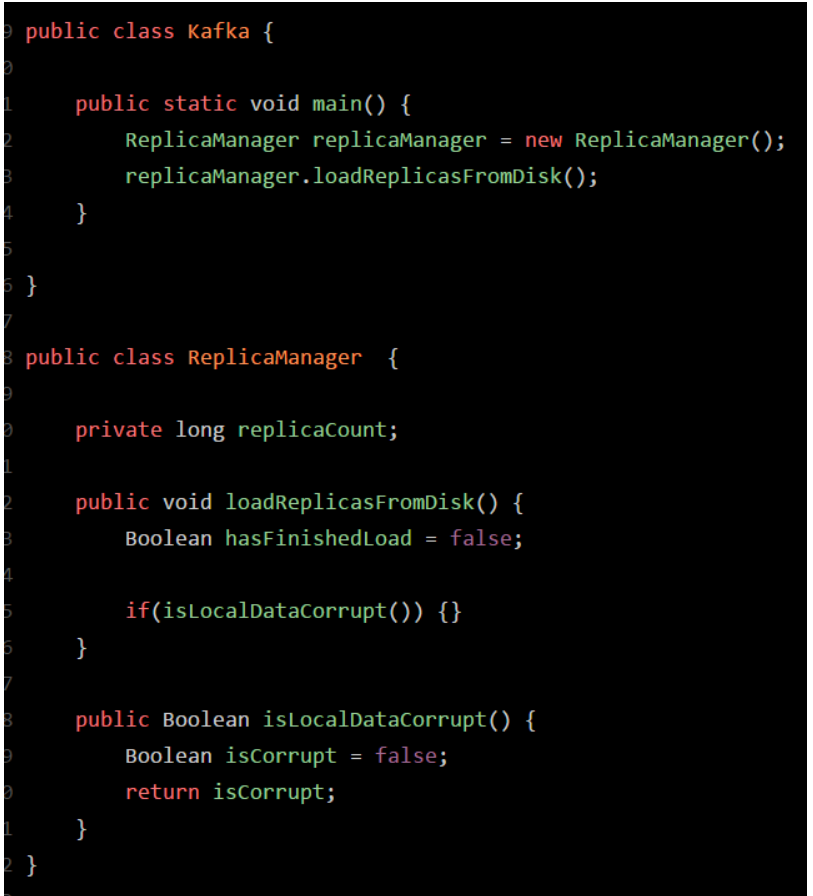 9 public class Kafka {
0
1     public static void main() {
2         ReplicaManager replicaManager = new ReplicaManager();
3         replicaManager.loadReplicasFromDisk();
4     }
5
6 }
7
8 public class ReplicaManager  {
9
0     private long replicaCount;
1
2     public void loadReplicasFromDisk() {
3         Boolean hasFinishedLoad = false;
4
5         if(isLocalDataCorrupt()) {}
6     }
7
8     public Boolean isLocalDataCorrupt() {
9         Boolean isCorrupt = false;
0         return isCorrupt;
1     }
2 }